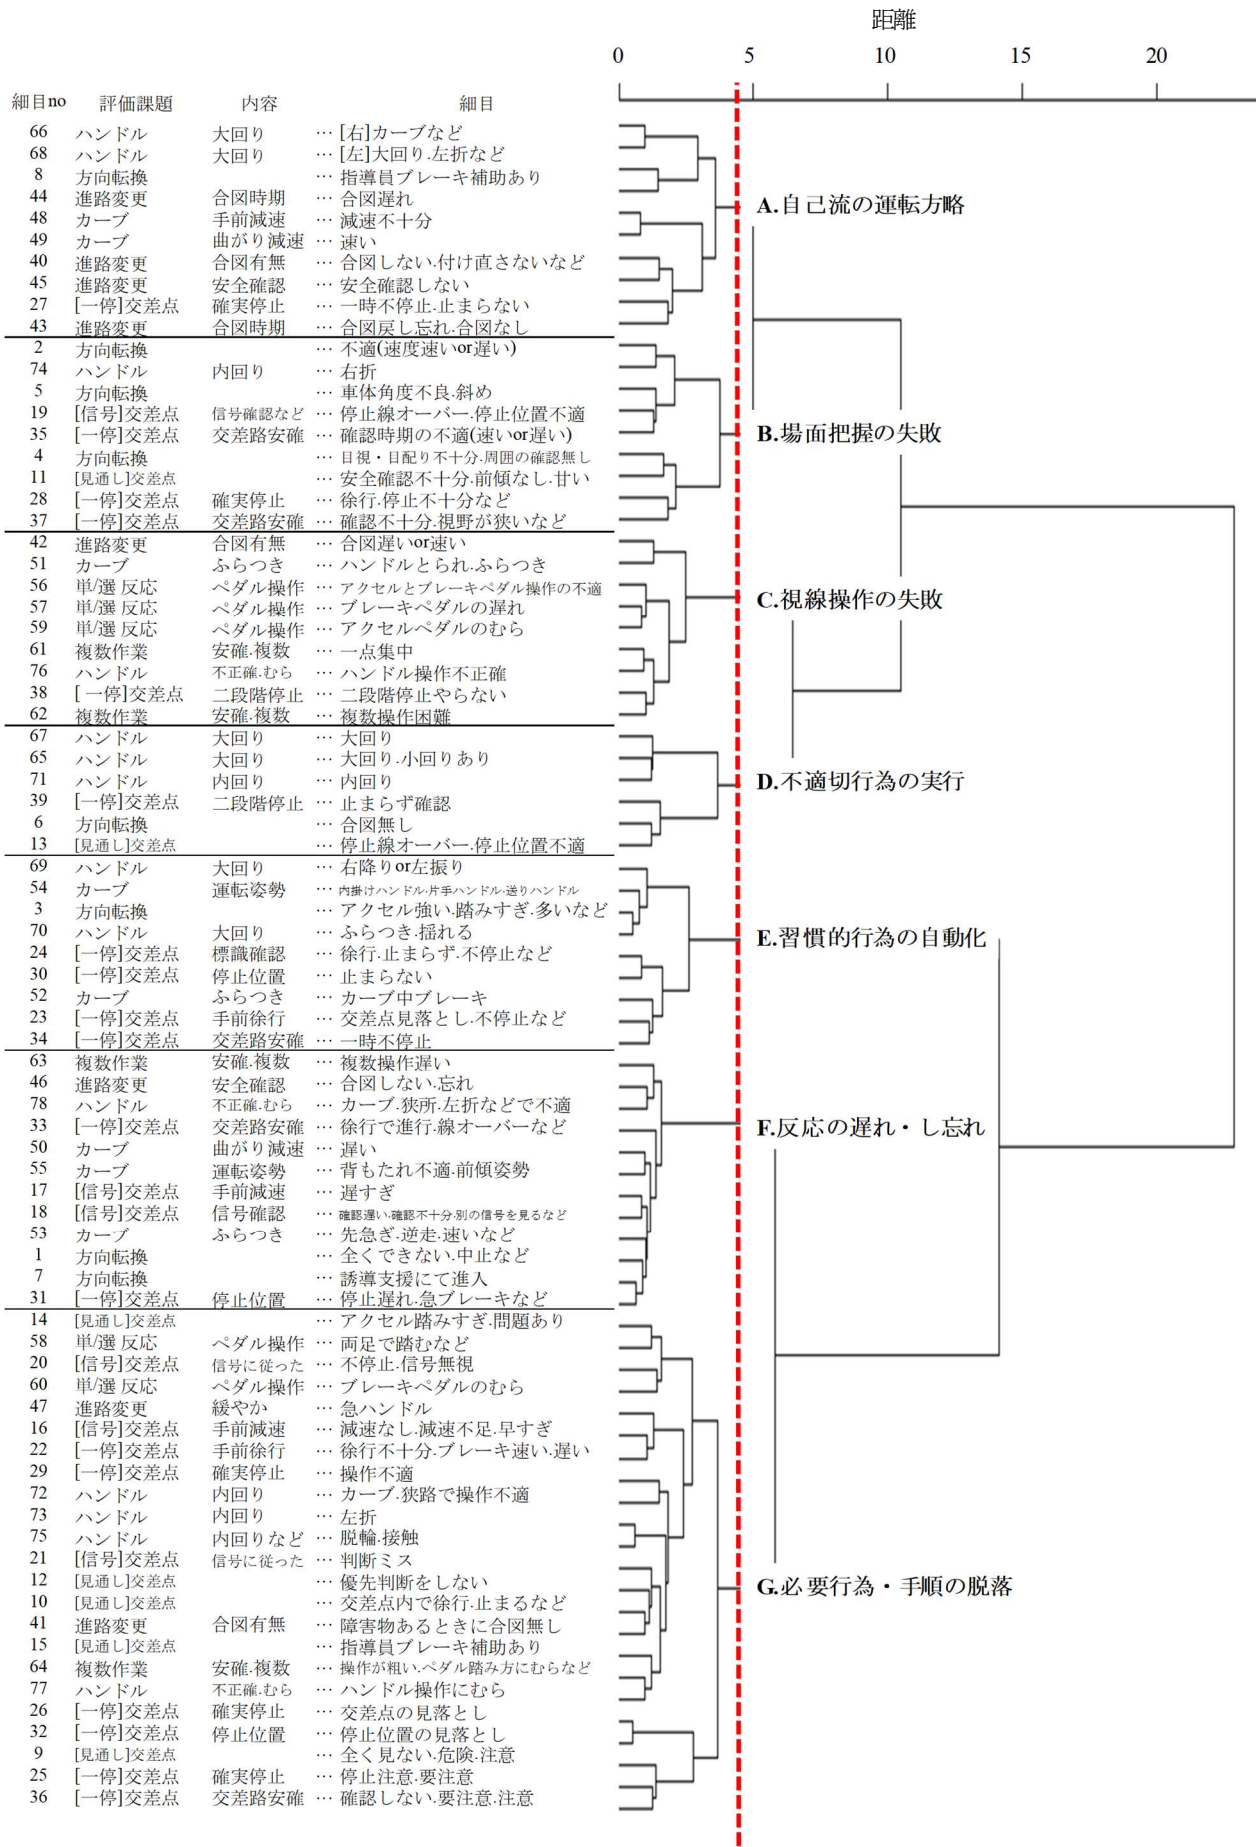 距離
0 5 10 15 20
細目no 評価課題 内容 細目
66 ハンドル 大回り … [右]カーブなど
68 ハンドル 大回り … [左]大回り.左折など
8 方向転換 … 指導員ブレーキ補助あり
44 進路変更 合図時期 … 合図遅れ
48 カーブ 手前減速 … 減速不十分
A.自己流の運転方略
49 カーブ 曲がり減速 … 速い
40 進路変更 合図有無 … 合図しない.付け直さないなど
45 進路変更 安全確認 … 安全確認しない
27 [一停]交差点 確実停止 … 一時不停止.止まらない
43 進路変更 合図時期 … 合図戻し忘れ.合図なし
2 方向転換 … 不適(速度速いor遅い)
74 ハンドル 内回り … 右折
5 方向転換 … 車体角度不良.斜め
19 [信号]交差点 信号確認など … 停止線オーバー.停止位置不適
35 [一停]交差点 交差路安確 … 確認時期の不適(速いor遅い)
B.場面把握の失敗
4 方向転換 … 目視・目配り不十分.周囲の確認無し
11 [見通し]交差点 … 安全確認不十分.前傾なし.甘い
28 [一停]交差点 確実停止 … 徐行.停止不十分など
37 [一停]交差点 交差路安確 … 確認不十分.視野が狭いなど
42 進路変更 合図有無 … 合図遅いor速い
51 カーブ ふらつき … ハンドルとられ.ふらつき
56 単/選 反応 ペダル操作 … アクセルとブレーキペダル操作の不適
57 単/選 反応 ペダル操作 … ブレーキペダルの遅れ
C.視線操作の失敗
59 単/選 反応 ペダル操作 … アクセルペダルのむら
61 複数作業 安確.複数 … 一点集中
76 ハンドル 不正確.むら … ハンドル操作不正確
38 [一停]交差点 二段階停止 … 二段階停止やらない
62 複数作業 安確.複数 … 複数操作困難
67 ハンドル 大回り … 大回り
65 ハンドル 大回り … 大回り.小回りあり
71 ハンドル 内回り … 内回り
D.不適切行為の実行
39 [一停]交差点 二段階停止 … 止まらず確認
6 方向転換 … 合図無し
13 [見通し]交差点 … 停止線オーバー.停止位置不適
69 ハンドル 大回り … 右降りor左振り
54 カーブ 運転姿勢 … 内掛けハンドル.片手ハンドル.送りハンドル
3 方向転換 … アクセル強い.踏みすぎ.多いなど
70 ハンドル 大回り … ふらつき.揺れる
E.習慣的行為の自動化
24 [一停]交差点 標識確認 … 徐行.止まらず.不停止など
30 [一停]交差点 停止位置 … 止まらない
52 カーブ ふらつき … カーブ中ブレーキ
23 [一停]交差点 手前徐行 … 交差点見落とし.不停止など
34 [一停]交差点 交差路安確 … 一時不停止
63 複数作業 安確.複数 … 複数操作遅い
46 進路変更 安全確認 … 合図しない.忘れ
78 ハンドル 不正確.むら … カーブ.狭所.左折などで不適
33 [一停]交差点 交差路安確 … 徐行で進行.線オーバーなど
F.反応の遅れ・し忘れ
50 カーブ 曲がり減速 … 遅い
55 カーブ 運転姿勢 … 背もたれ不適.前傾姿勢
17 [信号]交差点 手前減速 … 遅すぎ
18 [信号]交差点 信号確認 … 確認遅い.確認不十分.別の信号を見るなど
53 カーブ ふらつき … 先急ぎ.逆走.速いなど
1 方向転換 … 全くできない.中止など
7 方向転換 … 誘導支援にて進入
31 [一停]交差点 停止位置 … 停止遅れ.急ブレーキなど
14 [見通し]交差点 … アクセル踏みすぎ.問題あり
58 単/選 反応 ペダル操作 … 両足で踏むなど
20 [信号]交差点 信号に従った … 不停止.信号無視
60 単/選 反応 ペダル操作 … ブレーキペダルのむら
47 進路変更 緩やか … 急ハンドル
16 [信号]交差点 手前減速 … 減速なし.減速不足.早すぎ
22 [一停]交差点 手前徐行 … 徐行不十分.ブレーキ速い.遅い
29 [一停]交差点 確実停止 … 操作不適
72 ハンドル 内回り … カーブ.狭路で操作不適
73 ハンドル 内回り … 左折
75 ハンドル 内回りなど … 脱輪.接触
21 [信号]交差点 信号に従った … 判断ミス
12 [見通し]交差点 … 優先判断をしない
G.必要行為・手順の脱落
10 [見通し]交差点 … 交差点内で徐行.止まるなど
41 進路変更 合図有無 … 障害物あるときに合図無し
15 [見通し]交差点 … 指導員ブレーキ補助あり
64 複数作業 安確.複数 … 操作が粗い.ペダル踏み方にむらなど
77 ハンドル 不正確.むら … ハンドル操作にむら
26 [一停]交差点 確実停止 … 交差点の見落とし
32 [一停]交差点 停止位置 … 停止位置の見落とし
9 [見通し]交差点 … 全く見ない.危険.注意
25 [一停]交差点 確実停止 … 停止注意.要注意
36 [一停]交差点 交差路安確 … 確認しない.要注意.注意